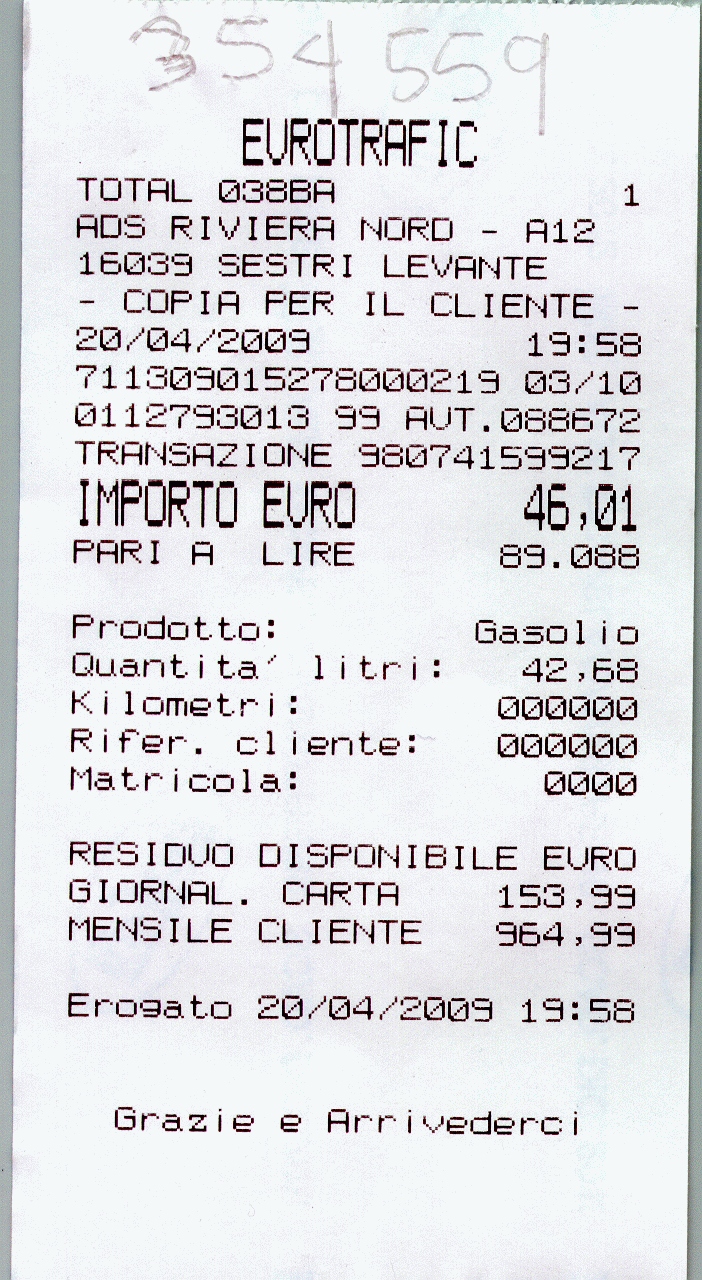 354 559
EUROTRAFIC
TOTAL 038BA 1
ADS RIVIERA NORD - A12
16039 SESTRI LEVANTE
- COPIA PER IL CLIENTE -
20/04/2009 19:58
711309015278000219 03/10
0112793013 99 AUT.088672
TRANSAZIONE 980741599217
IMPORTO EURO 46,01
PARI A LIRE 89.088
Prodotto: Gasolio
Quantita' litri: 42,68
Kilometri: 000000
Rifer. cliente: 000000
Matricola: 0000
RESIDUO DISPONIBILE EURO
GIORNAL. CARTA 153,99
MENSILE CLIENTE 964,99
Erogato 20/04/2009 19:58
Grazie e Arrivederci